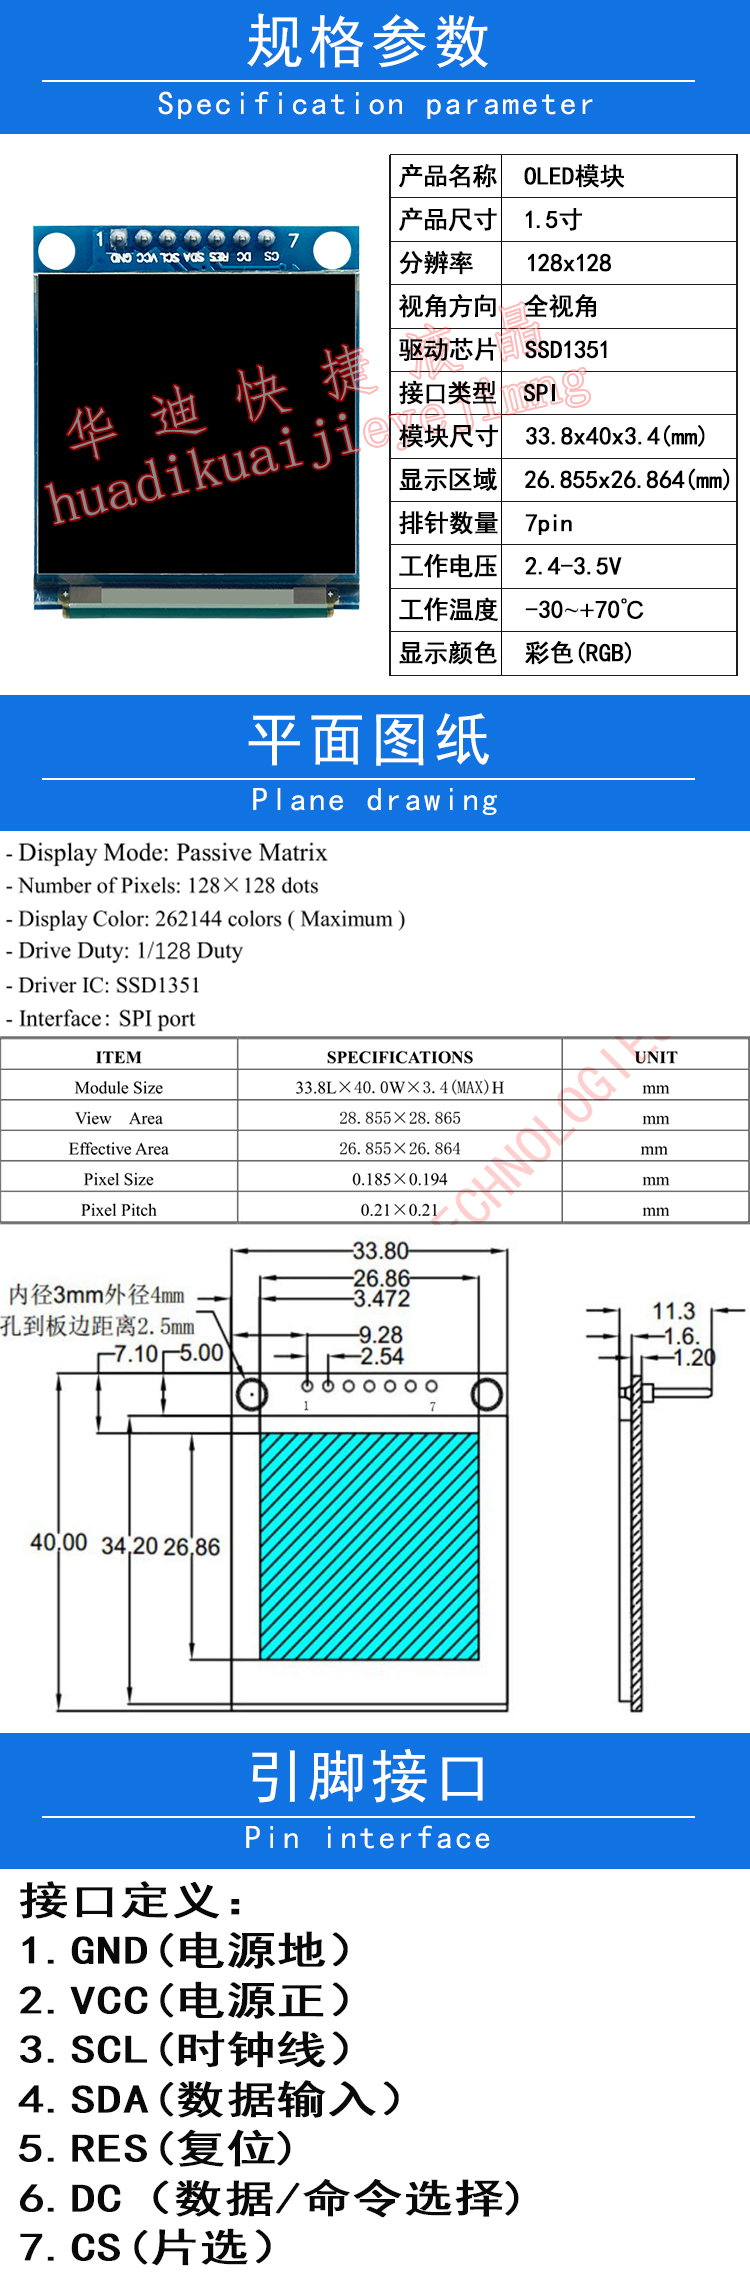 规格参数
Specification parameter
1 7
GND VCC SCL SDA RES DC CS
华迪快捷液晶
huadikuaijieyejimng
产品名称 OLED模块
产品尺寸 1.5寸
分辨率 128x128
视角方向 全视角
驱动芯片 SSD1351
接口类型 SPI
模块尺寸 33.8x40x3.4(mm)
显示区域 26.855x26.864(mm)
排针数量 7pin
工作电压 2.4-3.5V
工作温度 -30~+70℃
显示颜色 彩色(RGB)
平面图纸
Plane drawing
- Display Mode: Passive Matrix
- Number of Pixels: 128×128 dots
- Display Color: 262144 colors ( Maximum )
- Drive Duty: 1/128 Duty
- Driver IC: SSD1351
- Interface: SPI port
ITEM SPECIFICATIONS UNIT
Module Size 33.8L×40.0W×3.4(MAX)H mm
View Area 28.855×28.865 mm
Effective Area 26.855×26.864 mm
Pixel Size 0.185×0.194 mm
Pixel Pitch 0.21×0.21 mm
ECHNOLOGIES
33.80
26.86
内径3mm外径4mm 3.472
孔到板边距离2.5mm 9.28
7.10 5.00 2.54
11.3
1.6.
1.20
1 7
40.00 34.20 26.86
引脚接口
Pin interface
接口定义:
1. GND(电源地)
2. VCC(电源正)
3. SCL(时钟线)
4. SDA(数据输入)
5. RES(复位)
6. DC (数据/命令选择)
7. CS(片选)